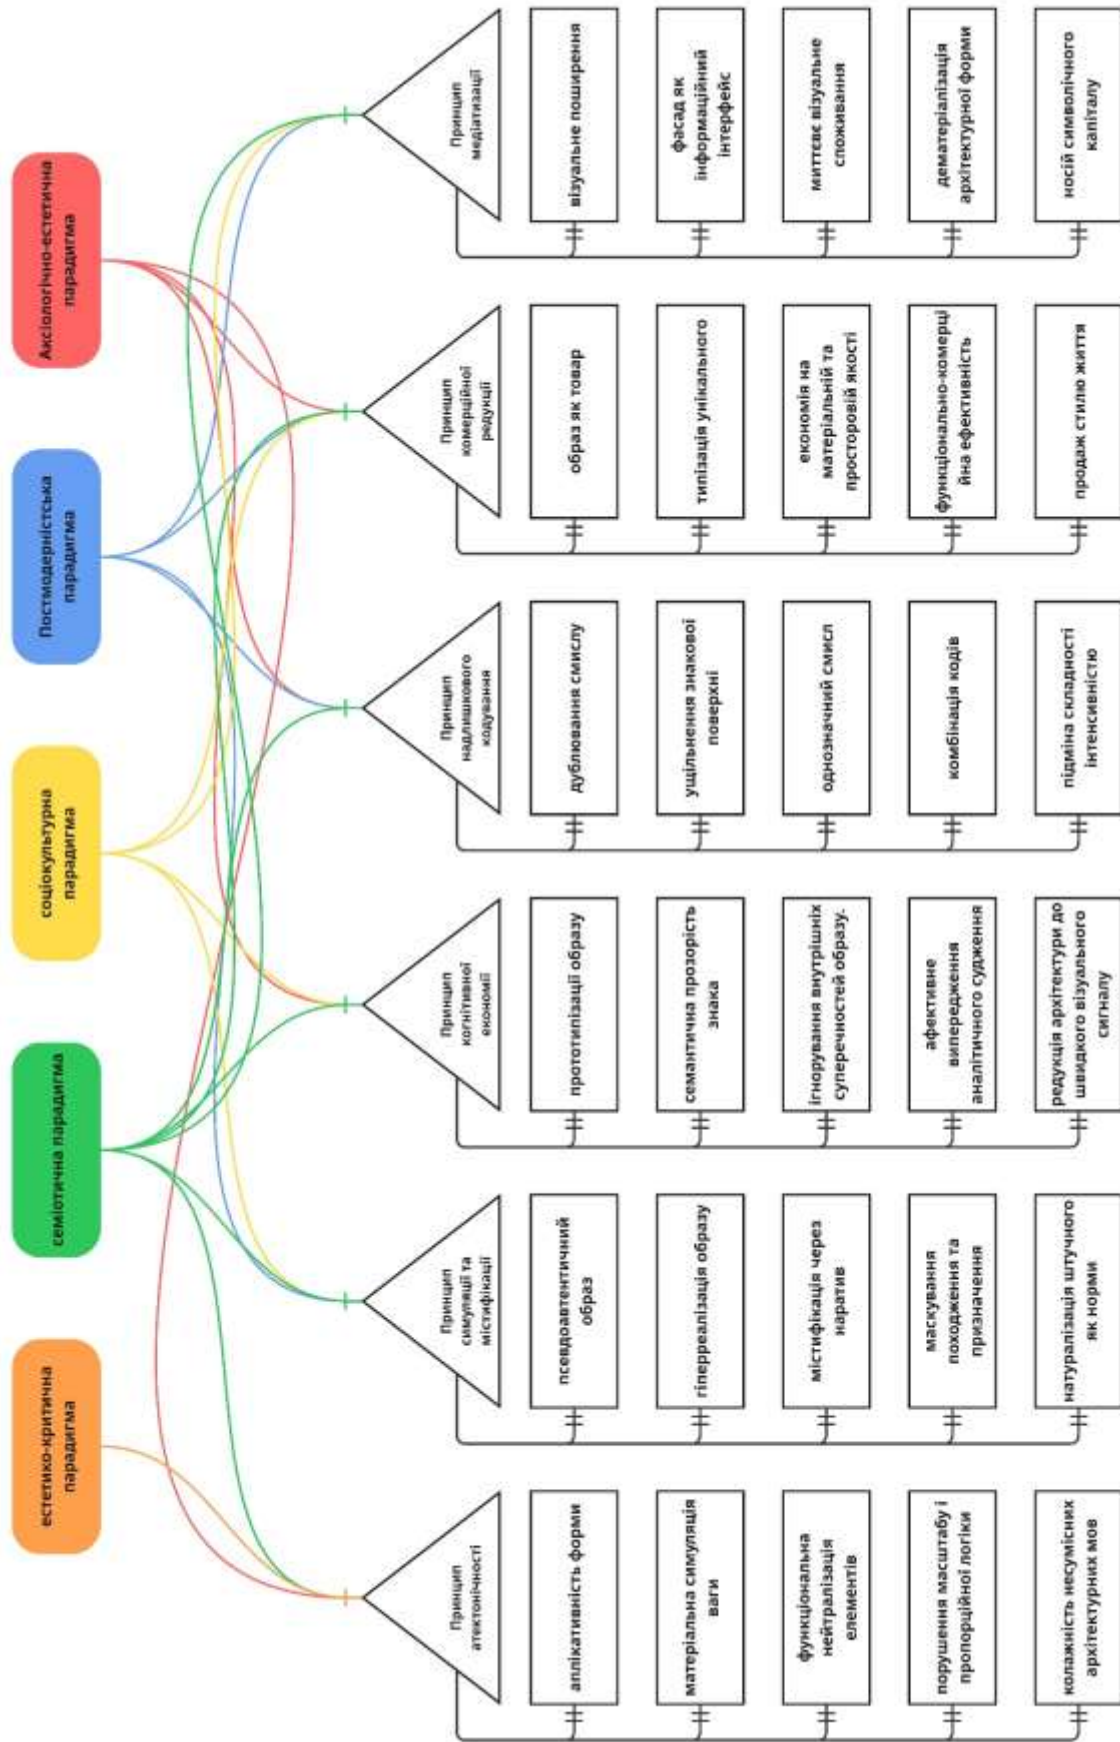 естетико-критична
парадигма
семіотична парадигма
соціокультурна
парадигма
Постмодерністська
парадигма
Аксіологічно-естетична
парадигма
Принцип
атектонічності
аплікативність форми
матеріальна симуляція
ваги
функціональна
нейтралізація
елементів
порушення масштабу і
пропорційної логіки
колажність несумісних
архітектурних мов
Принцип
симуляції та
містифікації
псевдоавтентичний
образ
гіперреалізація образу
містифікація через
наратив
маскування
походження та
призначення
натуралізація штучного
як норми
Принцип
когнітивної
економії
прототипізації образу
семантична прозорість
знака
ігнорування внутрішніх
суперечностей образу.
афективне
випередження
аналітичного судження
редукція архітектури до
швидкого візуального
сигналу
Принцип
надлишкового
кодування
дублювання смислу
ущільнення знакової
поверхні
однозначний смисл
комбінація кодів
підміна складності
інтенсивністю
Принцип
комерційної
редукції
образ як товар
типізація унікального
економія на
матеріальній та
просторовій якості
функціонально-комерці
йна ефективність
продаж стилю життя
Принцип
медіатизації
візуальне поширення
фасад як
інформаційний
інтерфейс
миттєве візуальне
споживання
дематеріалізація
архітектурної форми
носій символічного
капіталу